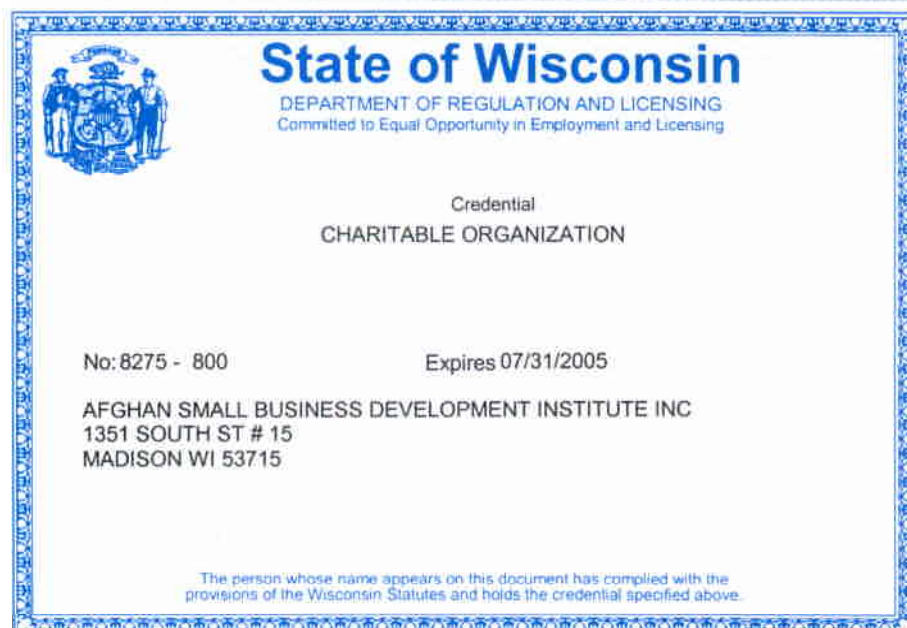 State of Wisconsin
DEPARTMENT OF REGULATION AND LICENSING
Committed to Equal Opportunity in Employment and Licensing
Credential
CHARITABLE ORGANIZATION
No: 8275 - 800 Expires 07/31/2005
AFGHAN SMALL BUSINESS DEVELOPMENT INSTITUTE INC
1351 SOUTH ST # 15
MADISON WI 53715
The person whose name appears on this document has complied with the
provisions of the Wisconsin Statutes and holds the credential specified above.